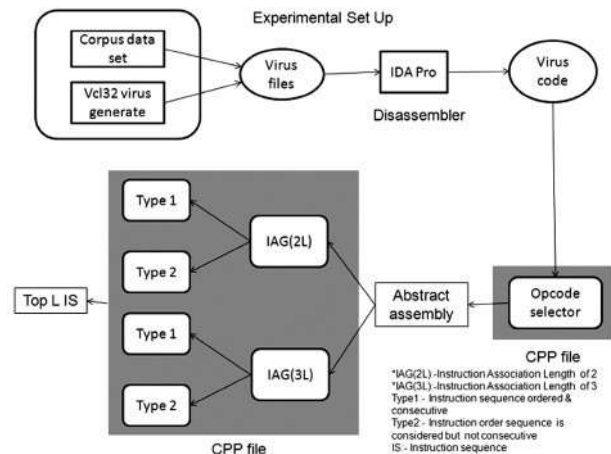 Experimental Set Up
Corpus data
set
Vcl32 virus
generate
Virus
files
IDA Pro
Disassembler
Virus
code
Type 1
Type 2
IAG(2L)
Type 1
Type 2
IAG(3L)
Top L IS
Abstract
assembly
Opcode
selector
CPP file
CPP file
*IAG(2L) -Instruction Association Length of 2
*IAG(3L) -Instruction Association Length of 3
Type1 - Instruction sequence ordered &
consecutive
Type2 - Instruction order sequence is
considered but not consecutive
IS - Instruction sequence